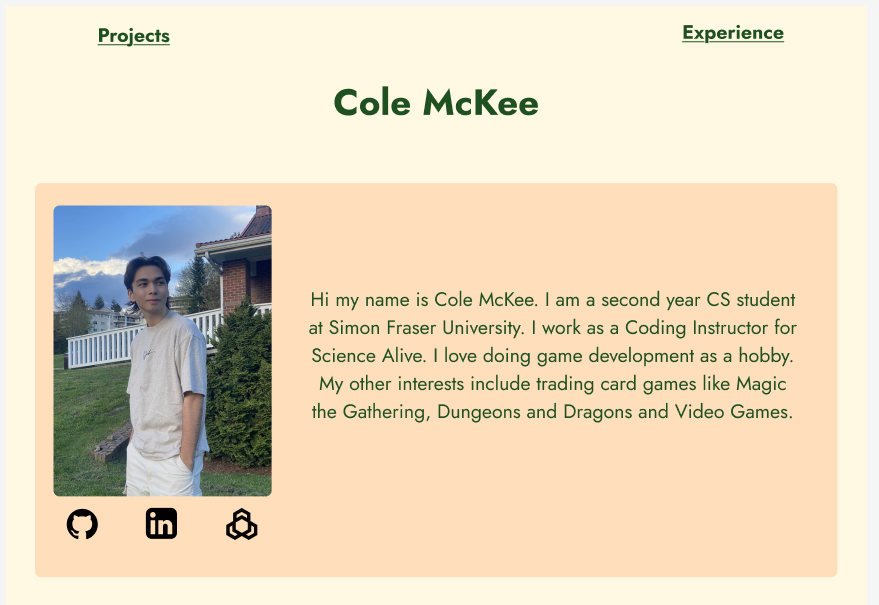 Projects
Experience
Cole McKee
Hi my name is Cole McKee. I am a second year CS student
at Simon Fraser University. I work as a Coding Instructor for
Science Alive. I love doing game development as a hobby.
My other interests include trading card games like Magic
the Gathering, Dungeons and Dragons and Video Games.
in